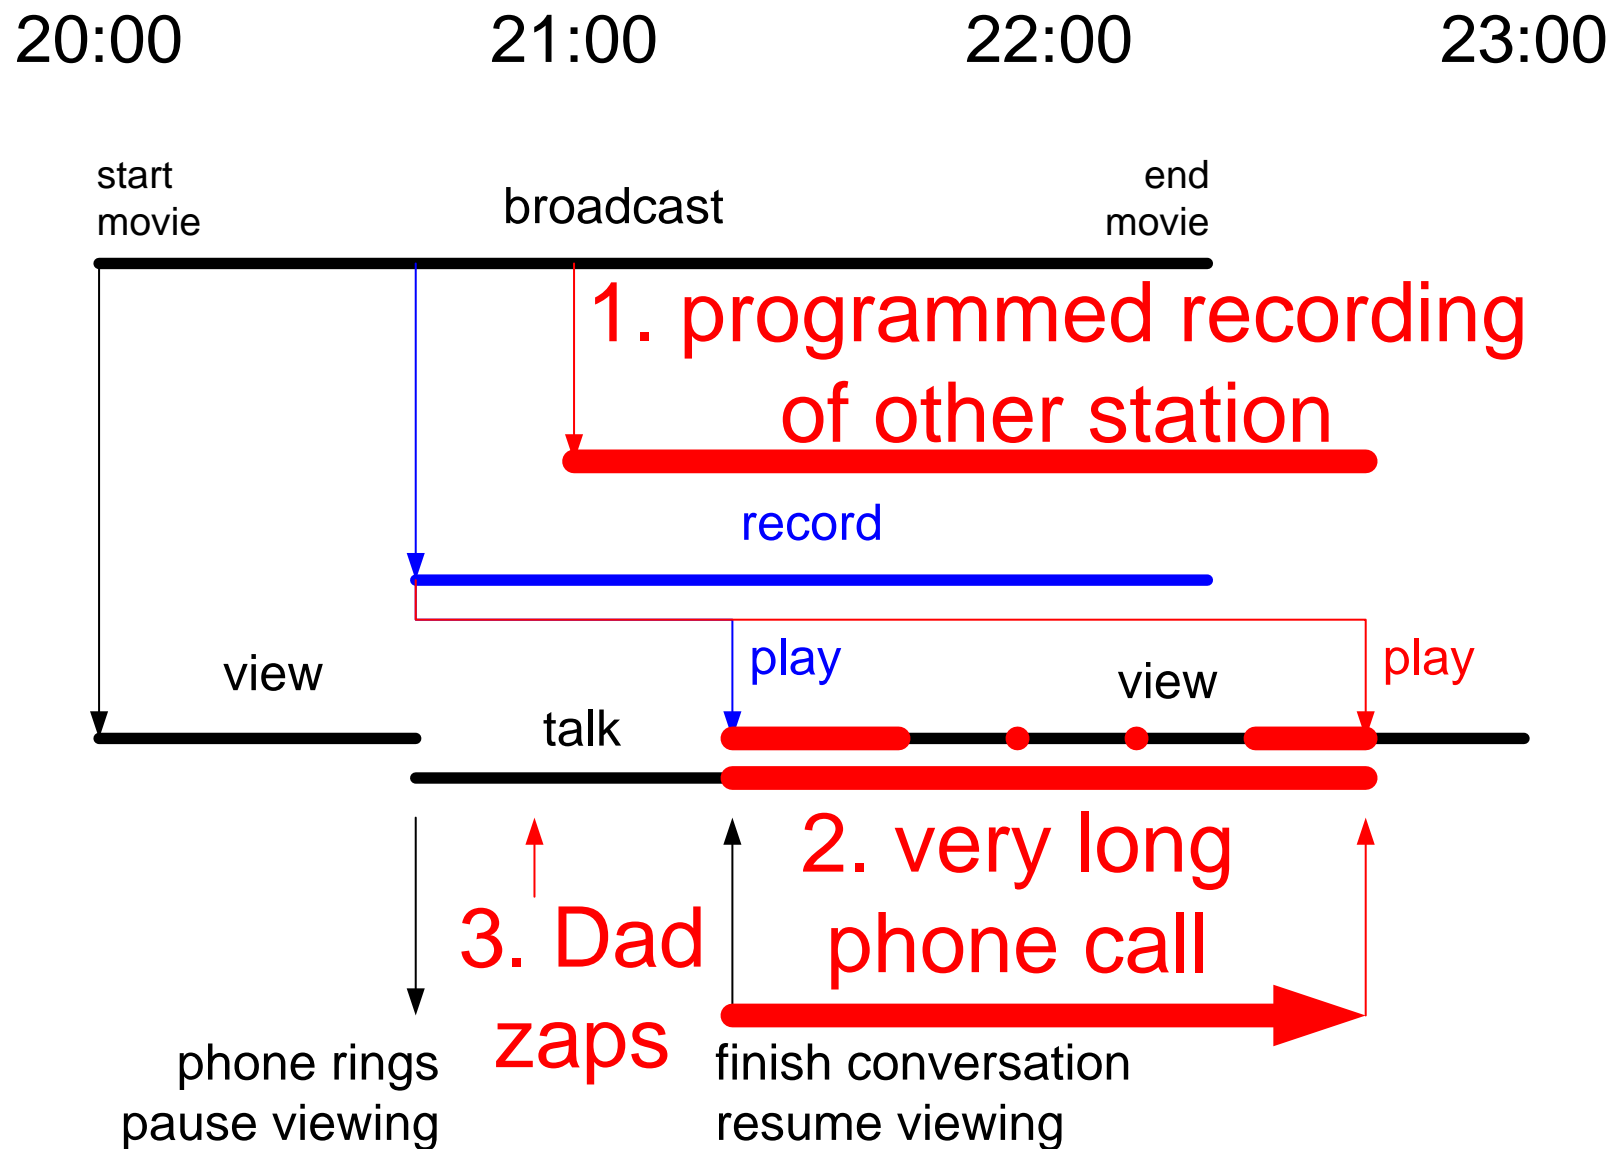 20:00 21:00 22:00 23:00
start
movie
broadcast
end
movie
1. programmed recording
of other station
record
play
play
view
view
talk
2. very long
phone call
3. Dad
zaps
phone rings
pause viewing
finish conversation
resume viewing